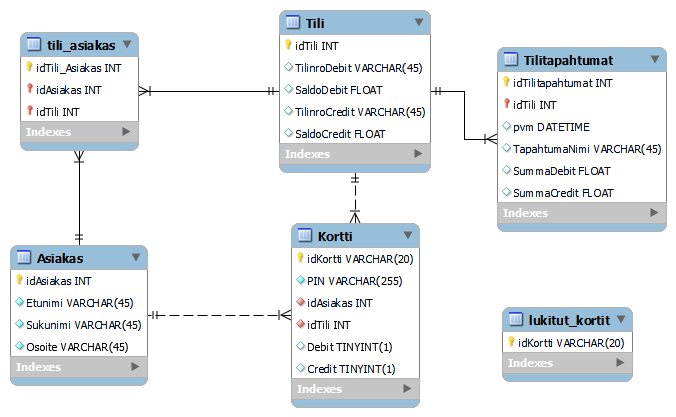 tili_asiakas
idTili_Asiakas INT
idAsiakas INT
idTili INT
Indexes
Tili
idTili INT
TilinroDebit VARCHAR(45)
SaldoDebit FLOAT
TilinroCredit VARCHAR(45)
SaldoCredit FLOAT
Indexes
Tilitapahtumat
idTilitapahtumat INT
idTili INT
pvm DATETIME
TapahtumaNimi VARCHAR(45)
SummaDebit FLOAT
SummaCredit FLOAT
Indexes
Asiakas
idAsiakas INT
Etunimi VARCHAR(45)
Sukunimi VARCHAR(45)
Osoite VARCHAR(45)
Indexes
Kortti
idKortti VARCHAR(20)
PIN VARCHAR(255)
idAsiakas INT
idTili INT
Debit TINYINT(1)
Credit TINYINT(1)
Indexes
lukitut_kortit
idKortti VARCHAR(20)
Indexes